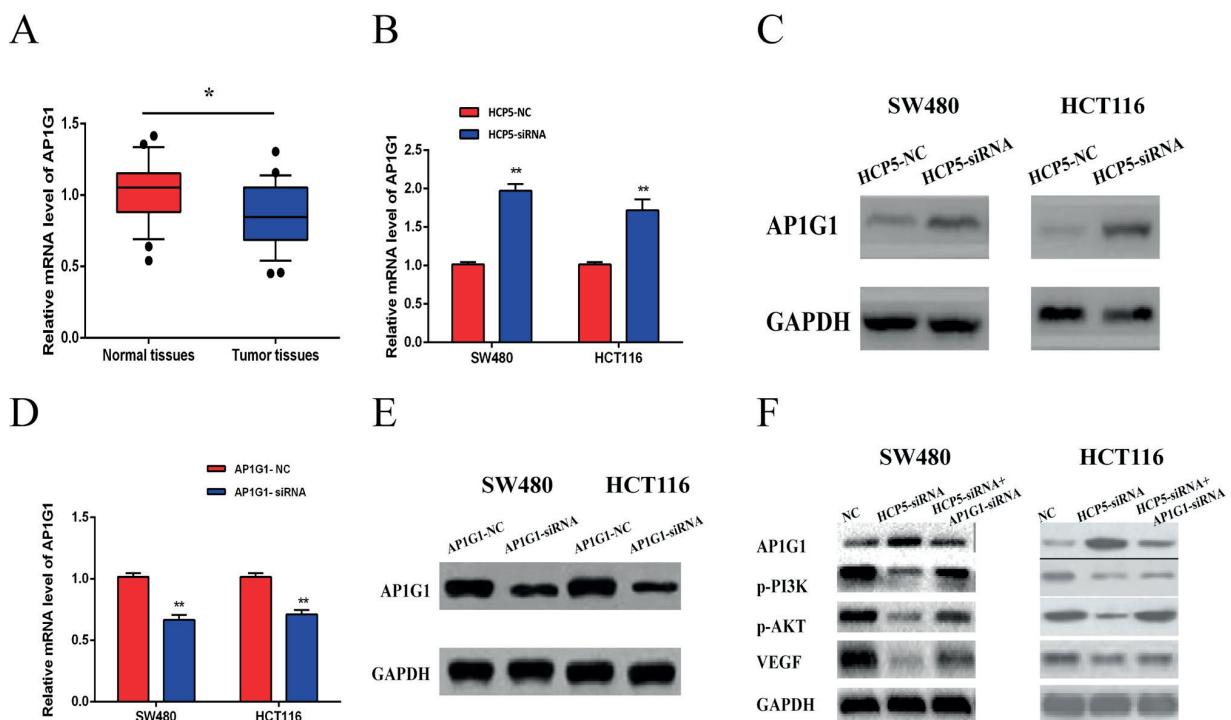 A
Relative mRNA level of AP1G1
*
1.5
1.0
0.5
0.0
Normal tissues
Tumor tissues
B
HCP5-NC
HCP5-siRNA
Relative mRNA level of AP1G1
2.5
2.0
1.5
1.0
0.5
0.0
**
**
SW480
HCT116
C
SW480
HCT116
HCP5-NC
HCP5-siRNA
HCP5-NC
HCP5-siRNA
AP1G1
GAPDH
D
AP1G1- NC
AP1G1- siRNA
Relative mRNA level of AP1G1
1.5
1.0
0.5
0.0
**
**
SW480
HCT116
E
SW480
HCT116
AP1G1-NC
AP1G1-siRNA
AP1G1-NC
AP1G1-siRNA
AP1G1
GAPDH
F
SW480
HCT116
NC
HCP5-siRNA
HCP5-siRNA+
AP1G1-siRNA
NC
HCP5-siRNA
HCP5-siRNA+
AP1G1-siRNA
AP1G1
p-PI3K
p-AKT
VEGF
GAPDH